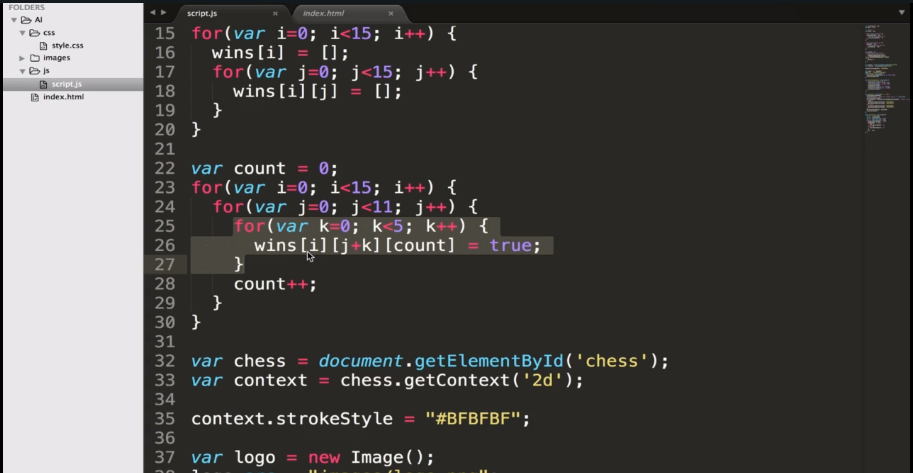 FOLDERS
AI
css
style.css
images
js
script.js
index.html
script.js
index.html
15 for(var i=0; i<15; i++) {
16 wins[i] = [];
17 for(var j=0; j<15; j++) {
18 wins[i][j] = [];
19 }
20 }
21
22 var count = 0;
23 for(var i=0; i<15; i++) {
24 for(var j=0; j<11; j++) {
25 for(var k=0; k<5; k++) {
26 wins[i][j+k][count] = true;
27 }
28 count++;
29 }
30 }
31
32 var chess = document.getElementById('chess');
33 var context = chess.getContext('2d');
34
35 context.strokeStyle = "#BFBFBF";
36
37 var logo = new Image();